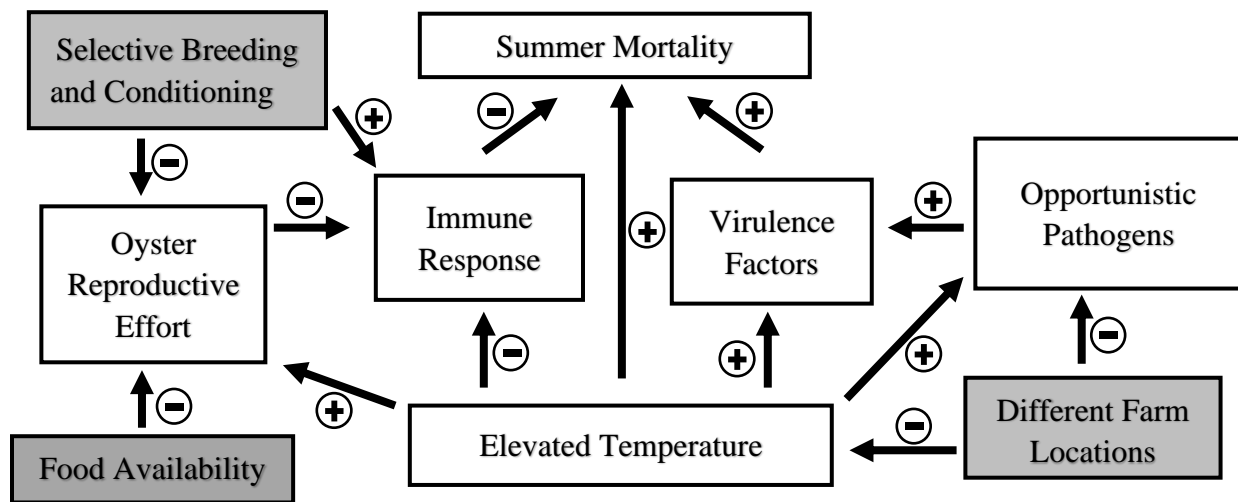 Selective Breeding
and Conditioning
Summer Mortality
−
+
+
−
−
Immune
Response
Virulence
Factors
+
Opportunistic
Pathogens
Oyster
Reproductive
Effort
+
−
−
+
+
−
−
+
−
Food Availability
Elevated Temperature
Different Farm
Locations